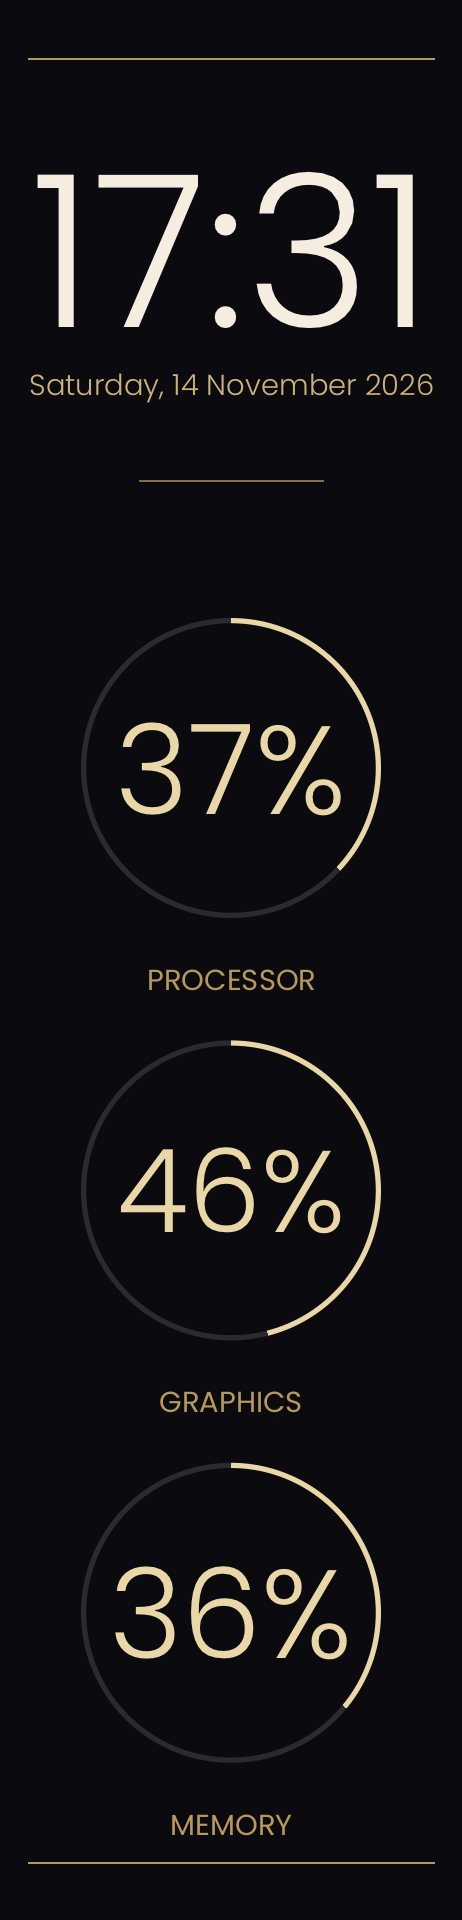 17:31
Saturday, 14 November 2026
37%
PROCESSOR
46%
GRAPHICS
36%
MEMORY